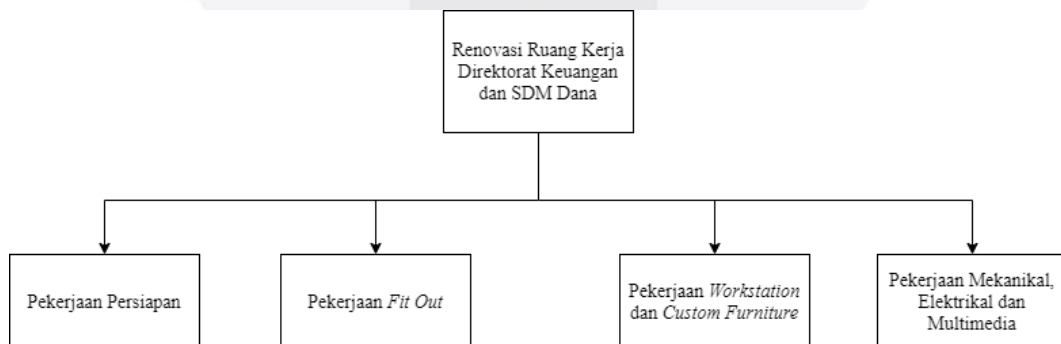 Renovasi Ruang Kerja
Direktorat Keuangan
dan SDM Dana
Pekerjaan Persiapan
Pekerjaan Fit Out
Pekerjaan Workstation
dan Custom Furniture
Pekerjaan Mekanikal,
Elektrikal dan
Multimedia